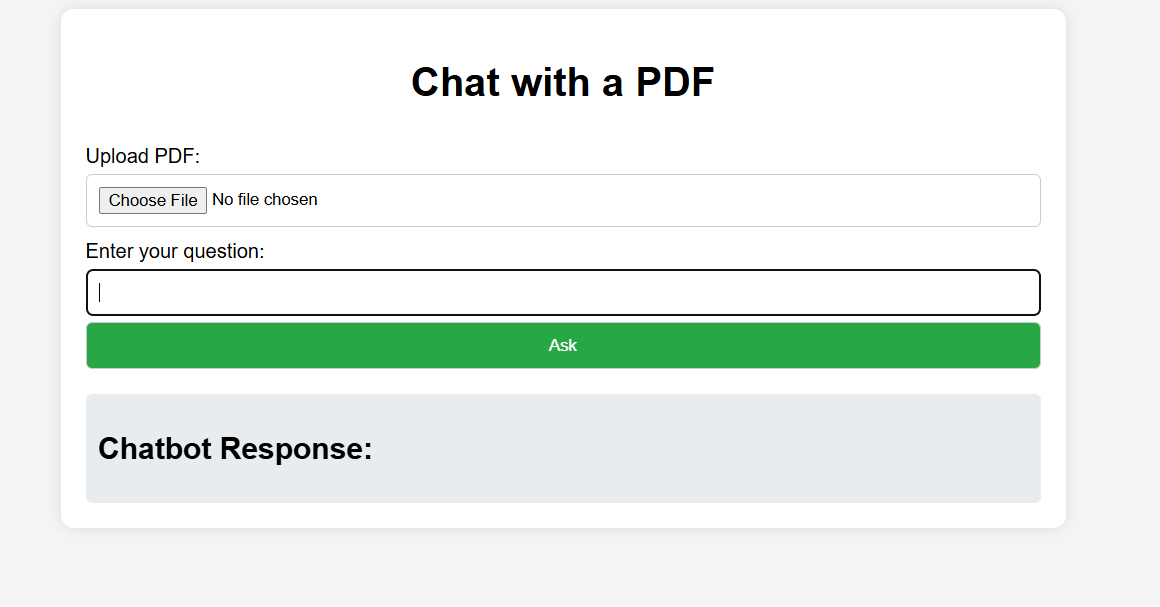 Chat with a PDF
Upload PDF:
Choose File No file chosen
Enter your question:
Ask
Chatbot Response: